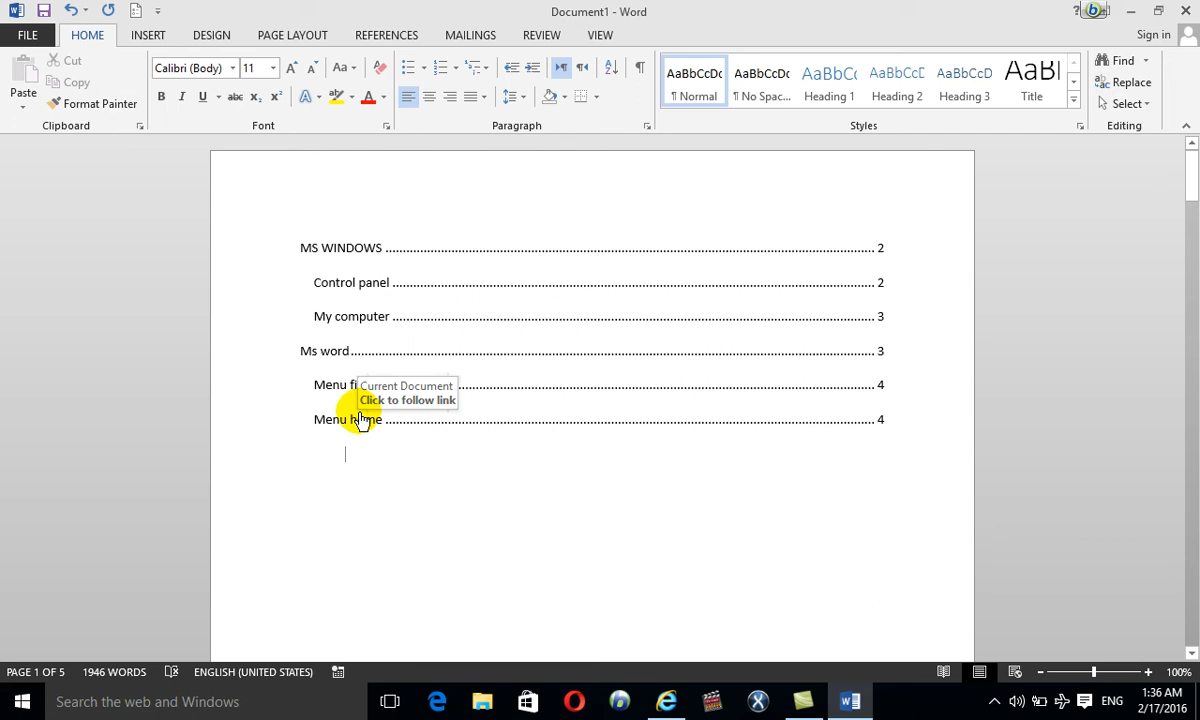 Document1 - Word
?
FILE HOME INSERT DESIGN PAGE LAYOUT REFERENCES MAILINGS REVIEW VIEW Sign in
Paste
Cut
Copy
Format Painter
Clipboard
Calibri (Body) 11
Font
Paragraph
AaBbCcDc AaBbCcDc AaBbCc AaBbCcE AaBbCcD AaBl
¶ Normal ¶ No Spac... Heading 1 Heading 2 Heading 3 Title
Styles
Find
Replace
Select
Editing
MS WINDOWS 2
Control panel 2
My computer 3
Ms word 3
Menu fi 4
Current Document
Click to follow link
Menu home 4
PAGE 1 OF 5 1946 WORDS ENGLISH (UNITED STATES) 100%
Search the web and Windows
ENG
1:36 AM
2/17/2016